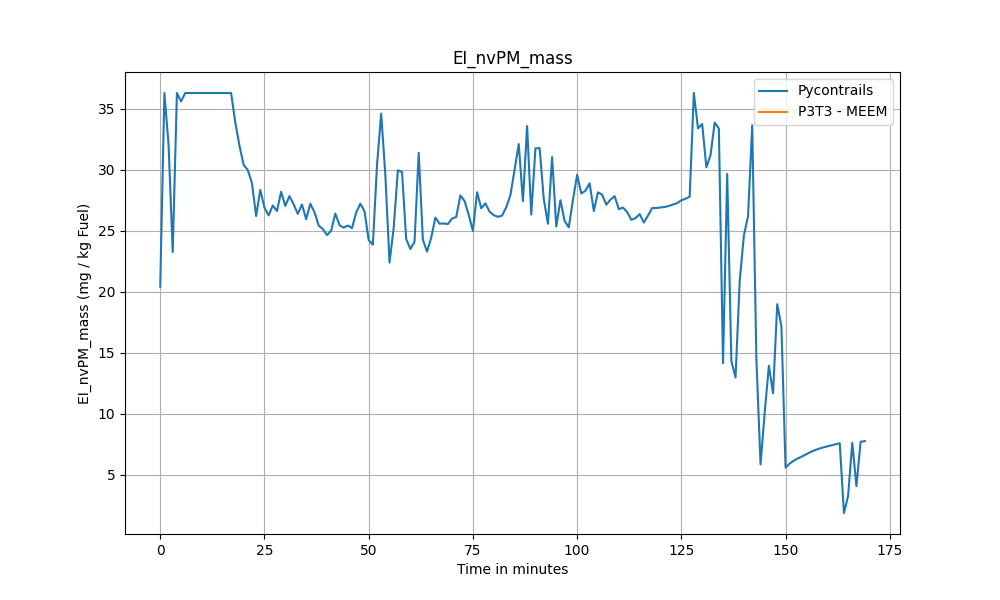 EI_nvPM_mass
Pycontrails
P3T3 - MEEM
EI_nvPM_mass (mg / kg Fuel)
35
30
25
20
15
10
5
0 25 50 75 100 125 150 175
Time in minutes